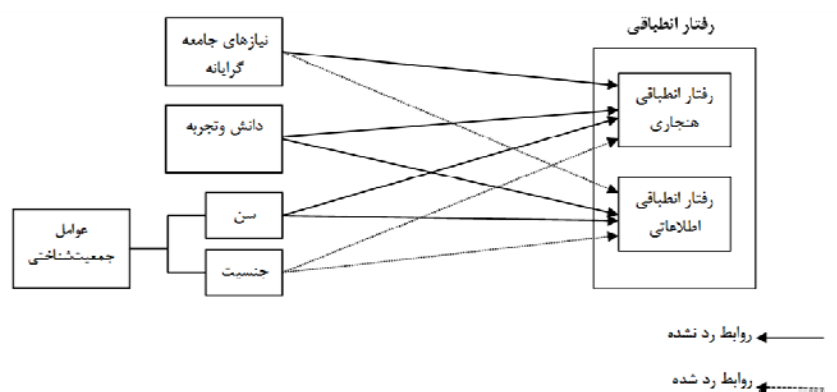 رفتار انطباقی
نیازهای جامعه
گرایانه
رفتار انطباقی
هنجاری
دانش وتجربه
رفتار انطباقی
اطلاعاتی
سن
عوامل
جمعیت‌شناختی
جنسیت
روابط رد نشده
روابط رد شده